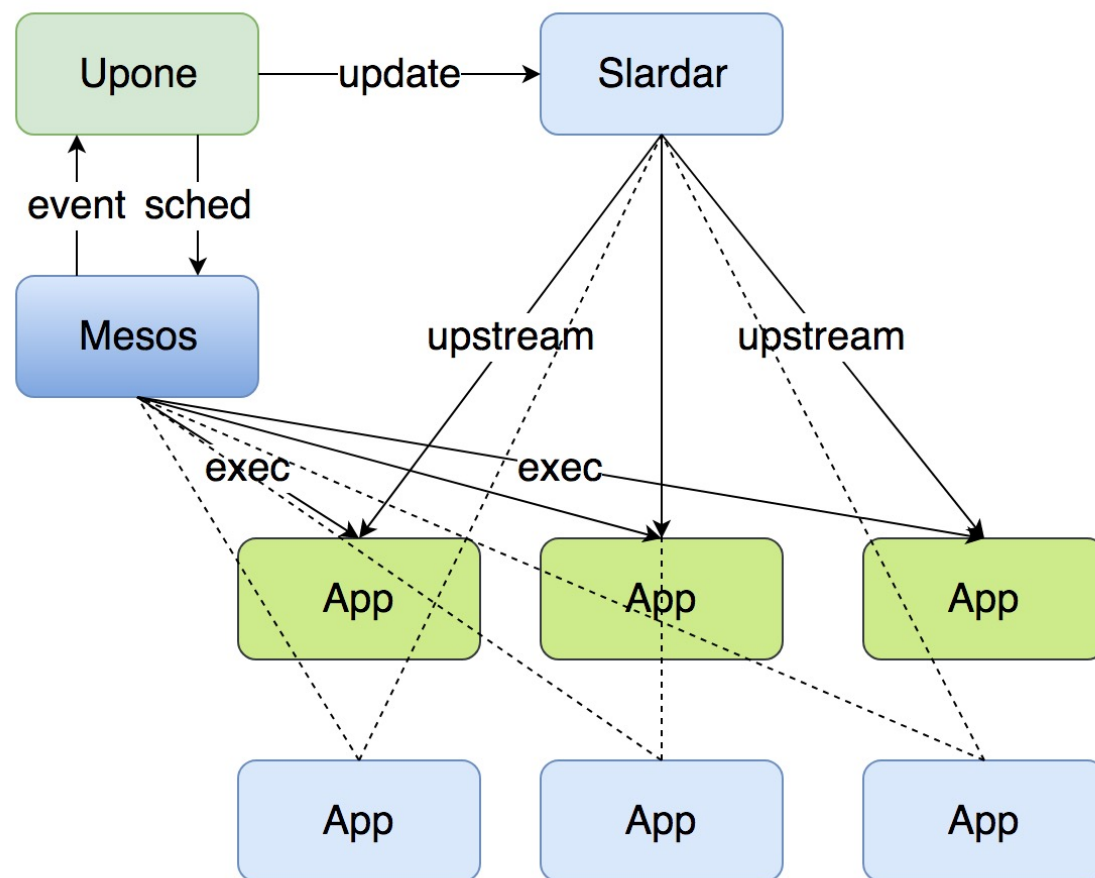 Upone
update
Slardar
event
sched
Mesos
upstream
upstream
exec
exec
App
App
App
App
App
App